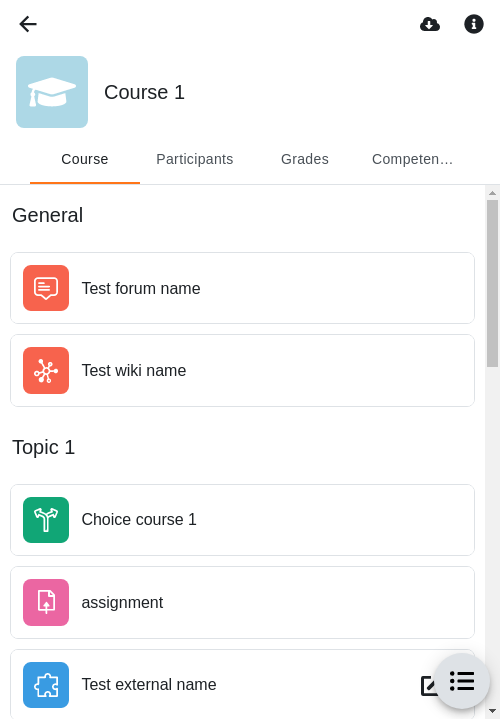 Course 1
Course
Participants
Grades
Competen…
General
Test forum name
Test wiki name
Topic 1
Choice course 1
assignment
Test external name